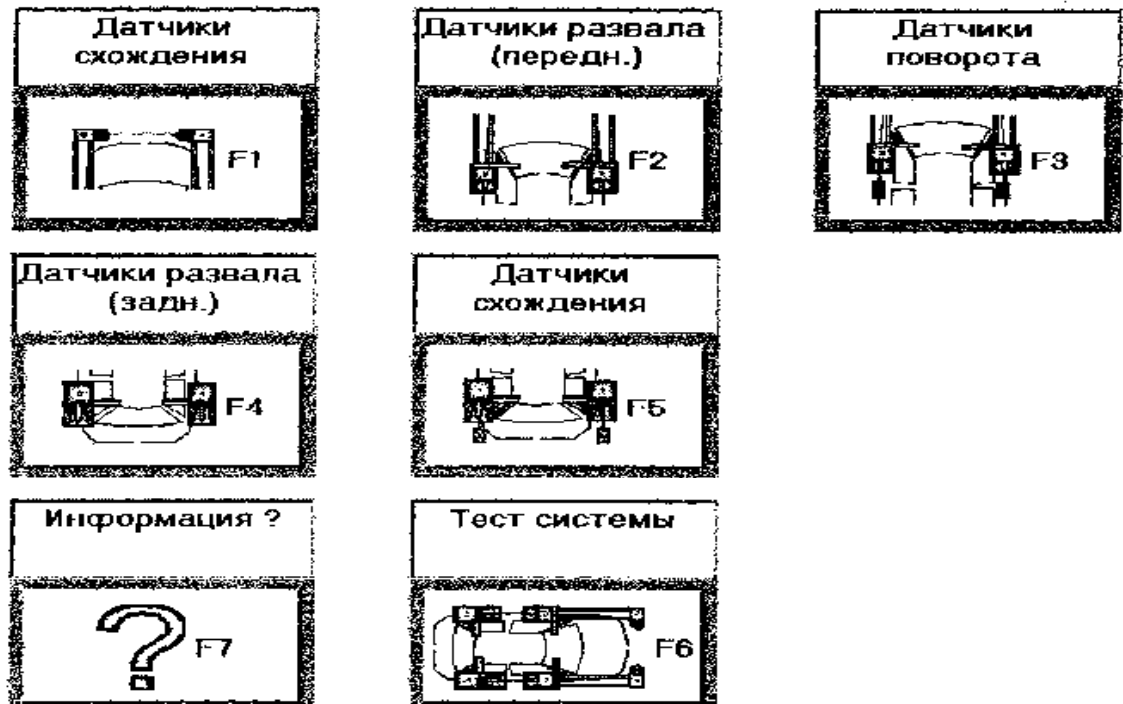 Датчики
схождения
F1
Датчики развала
(передн.)
F2
Датчики
поворота
F3
Датчики развала
(задн.)
F4
Датчики
схождения
F5
Информация ?
F7
Тест системы
F6